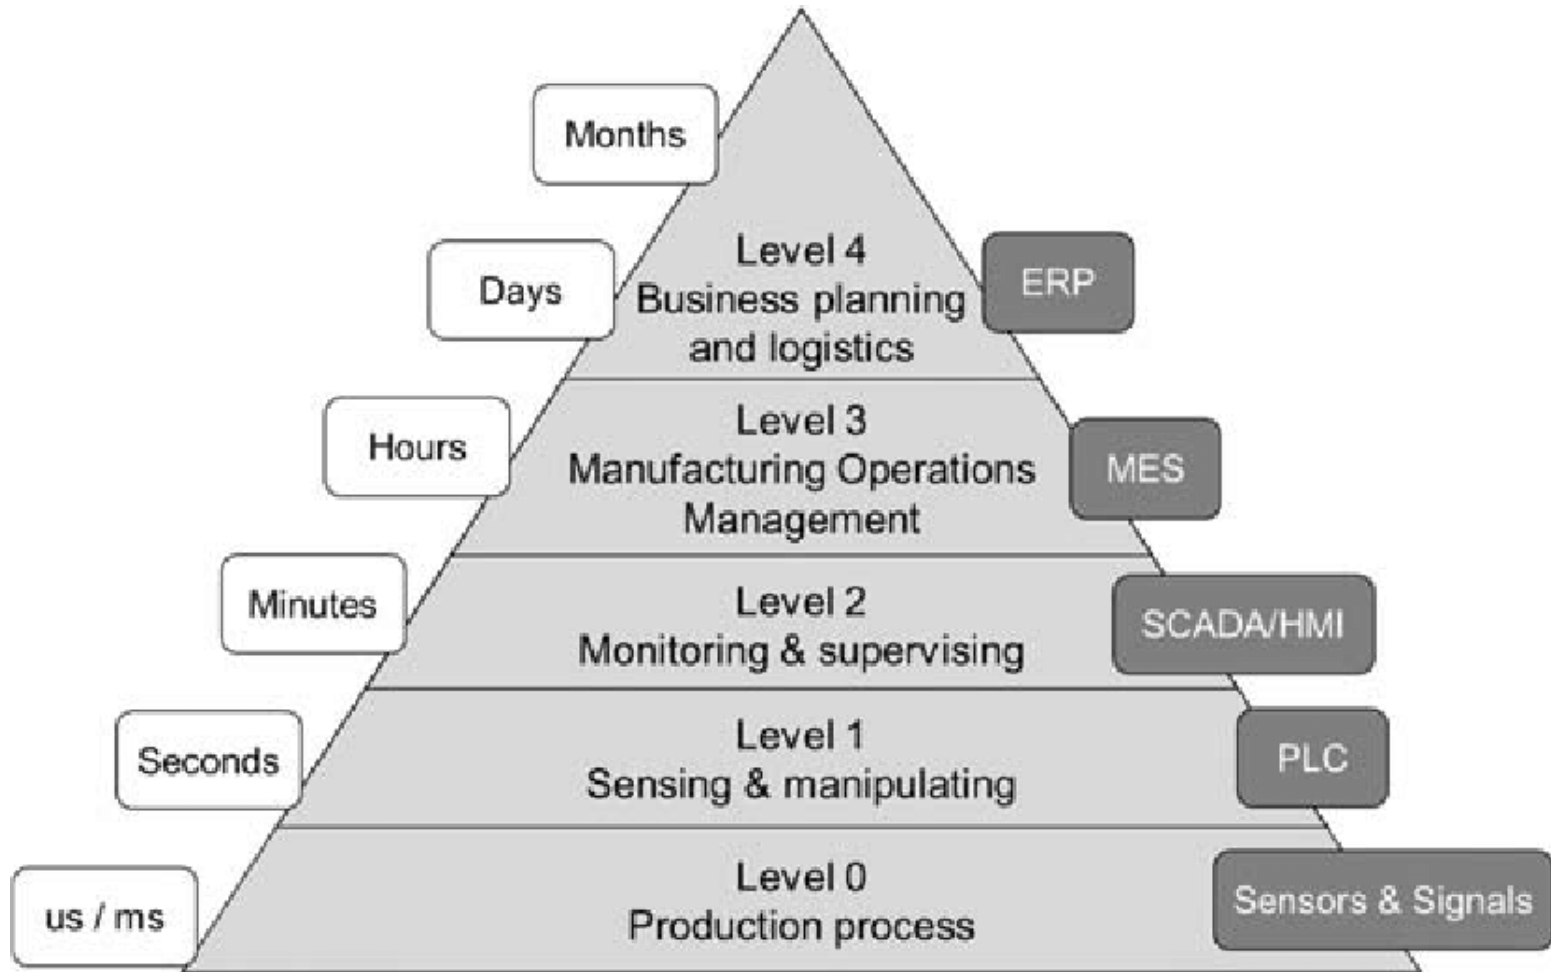 Months
Level 4
Business planning
and logistics
Days
ERP
Level 3
Manufacturing Operations
Management
Hours
MES
Level 2
Monitoring & supervising
Minutes
SCADA/HMI
Level 1
Sensing & manipulating
Seconds
PLC
Level 0
Production process
us / ms
Sensors & Signals